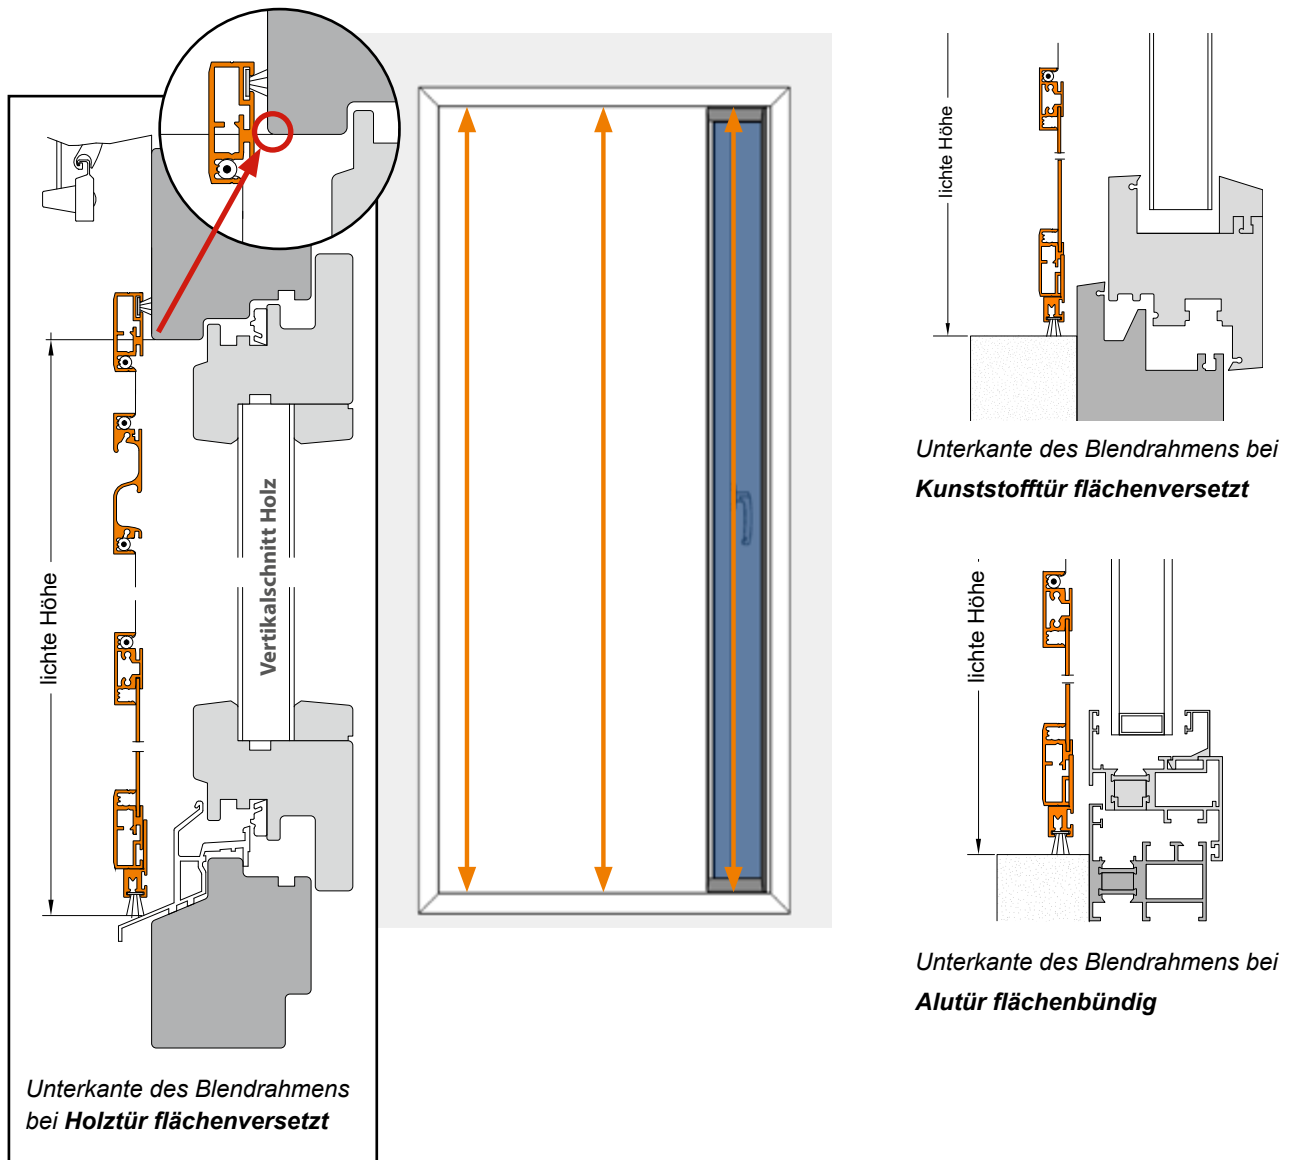 lichte Höhe
Vertikalschnitt Holz
Unterkante des Blendrahmens
bei Holztür flächenversetzt
lichte Höhe
Unterkante des Blendrahmens bei
Kunststofftür flächenversetzt
lichte Höhe
Unterkante des Blendrahmens bei
Alutür flächenbündig